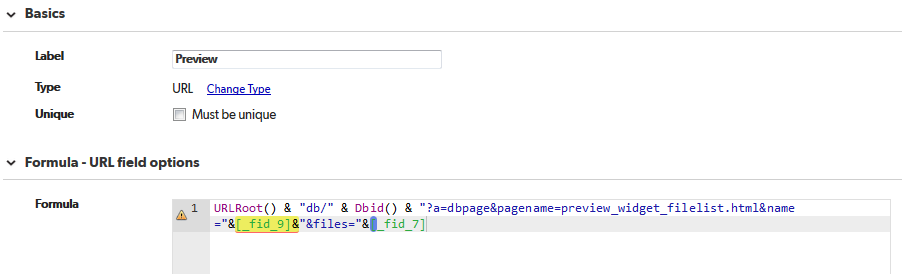 Basics
Label Preview
Type URL Change Type
Unique Must be unique
Formula - URL field options
Formula 1 URLRoot() & "db/" & Dbid() & "?a=dbpage&pagename=preview_widget_filelist.html&name
="&[_fid_9]&"&files="&[_fid_7]